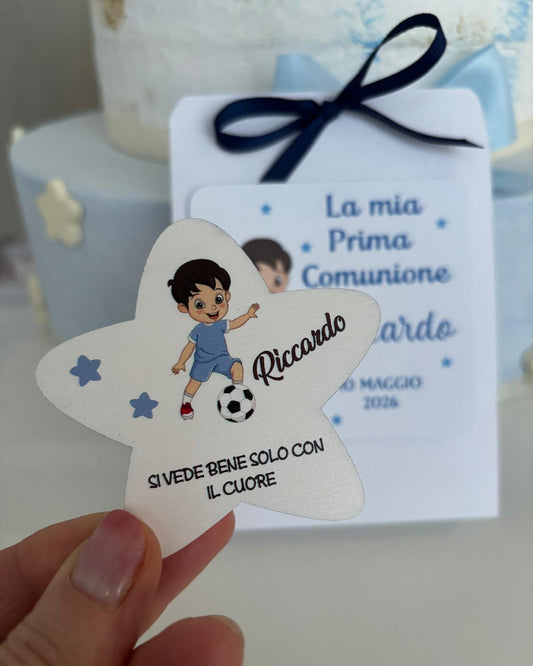 La mia
Prima
Comunione
ardo
MAGGIO
2026
Riccardo
SI VEDE BENE SOLO CON
IL CUORE